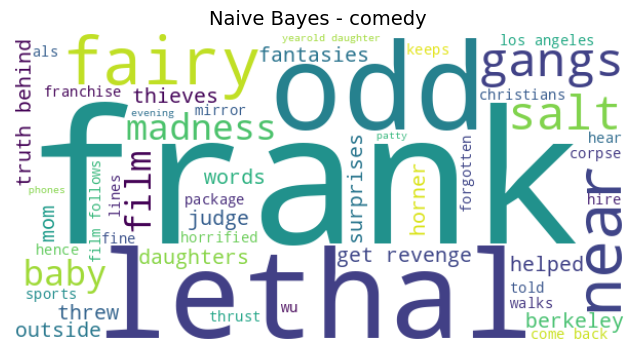 Naive Bayes - comedy
yearold daughter
los angeles
als
fantasies
keeps
fairy
odd
gangs
truth behind
franchise
thieves
christians
salt
mirror
evening
madness
frank
patty
hear
corpse
film
surprises
forgotten
words
phones
film follows
lines
package
hire
near
mom
judge
horner
fine
horrified
hence
daughters
get revenge
lethal
helped
baby
sports
told
threw
thrust
wu
walks
outside
berkeley
come back